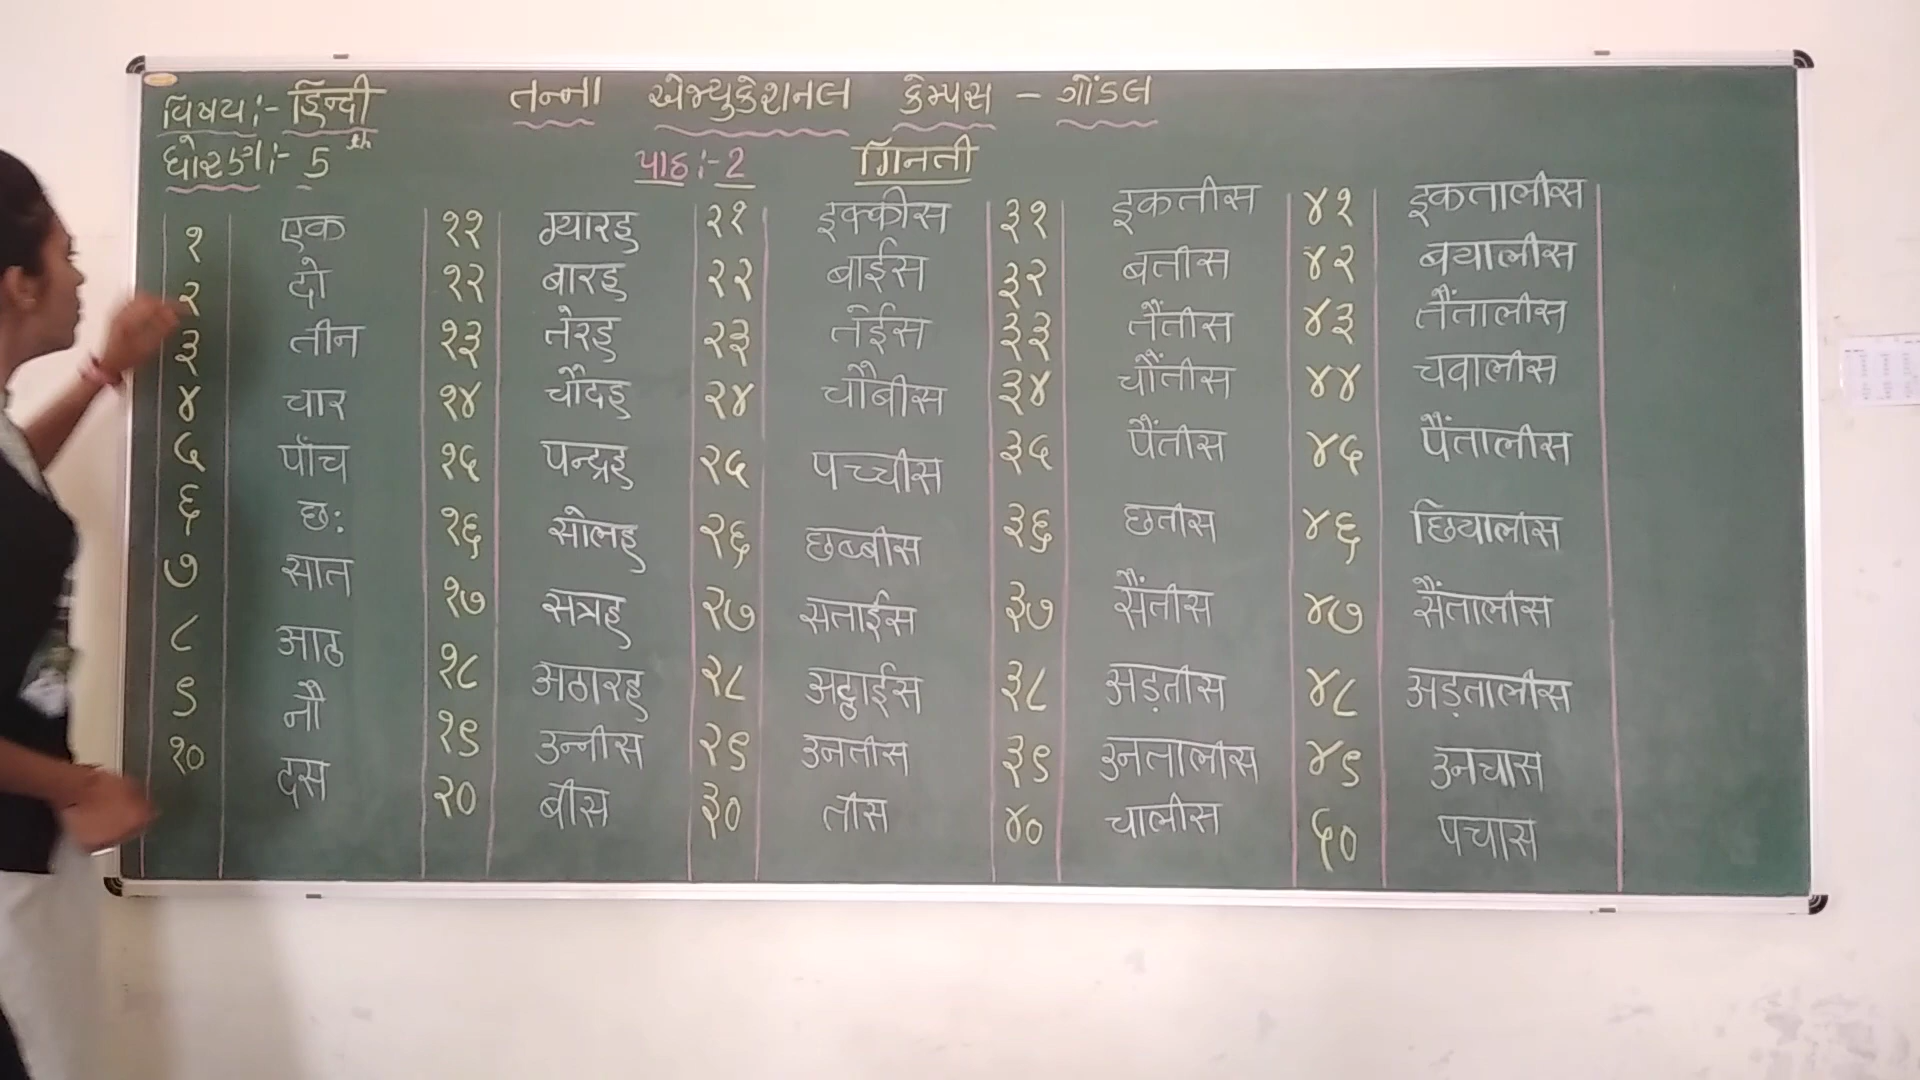 વિષય:- हिन्दी તન્ના એજ્યુકેશનલ કેમ્પસ - ગોંડલ
ધોરણ:- 5th પાઠ:- 2 गिनती
१ एक ११ ग्यारह २१ इक्कीस ३१ इकतीस ४१ इकतालीस
२ दो १२ बारह २२ बाईस ३२ बतीस ४२ बयालीस
३ तीन १३ तेरह २३ तेईस ३३ तैंतीस ४३ तैंतालीस
४ चार १४ चौदह २४ चौबीस ३४ चौंतीस ४४ चवालीस
५ पाँच १५ पन्द्रह २५ पच्चीस ३५ पैंतीस ४५ पैंतालीस
६ छः १६ सोलह २६ छब्बीस ३६ छतीस ४६ छियालीस
७ सात १७ सत्रह २७ सताईस ३७ सैंतीस ४७ सैंतालीस
८ आठ १८ अठारह २८ अट्ठाईस ३८ अड़तीस ४८ अड़तालीस
९ नौ १९ उन्नीस २९ उनतीस ३९ उनतालीस ४९ उनचास
१० दस २० बीस ३० तीस ४० चालीस ५० पचास